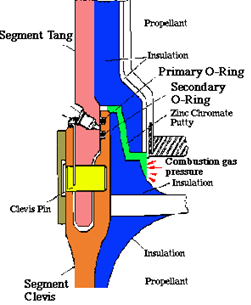 Propellant
Segment Tang
Insulation
Primary O-Ring
Secondary
O-Ring
Zinc Chromate
Putty
Combustion gas
pressure
Insulation
Clevis Pin
Insulation
Segment
Clevis
Propellant